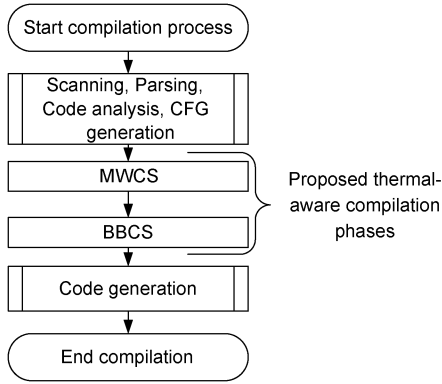 Start compilation process
Scanning, Parsing,
Code analysis, CFG
generation
MWCS
BBCS
Proposed thermal-
aware compilation
phases
Code generation
End compilation